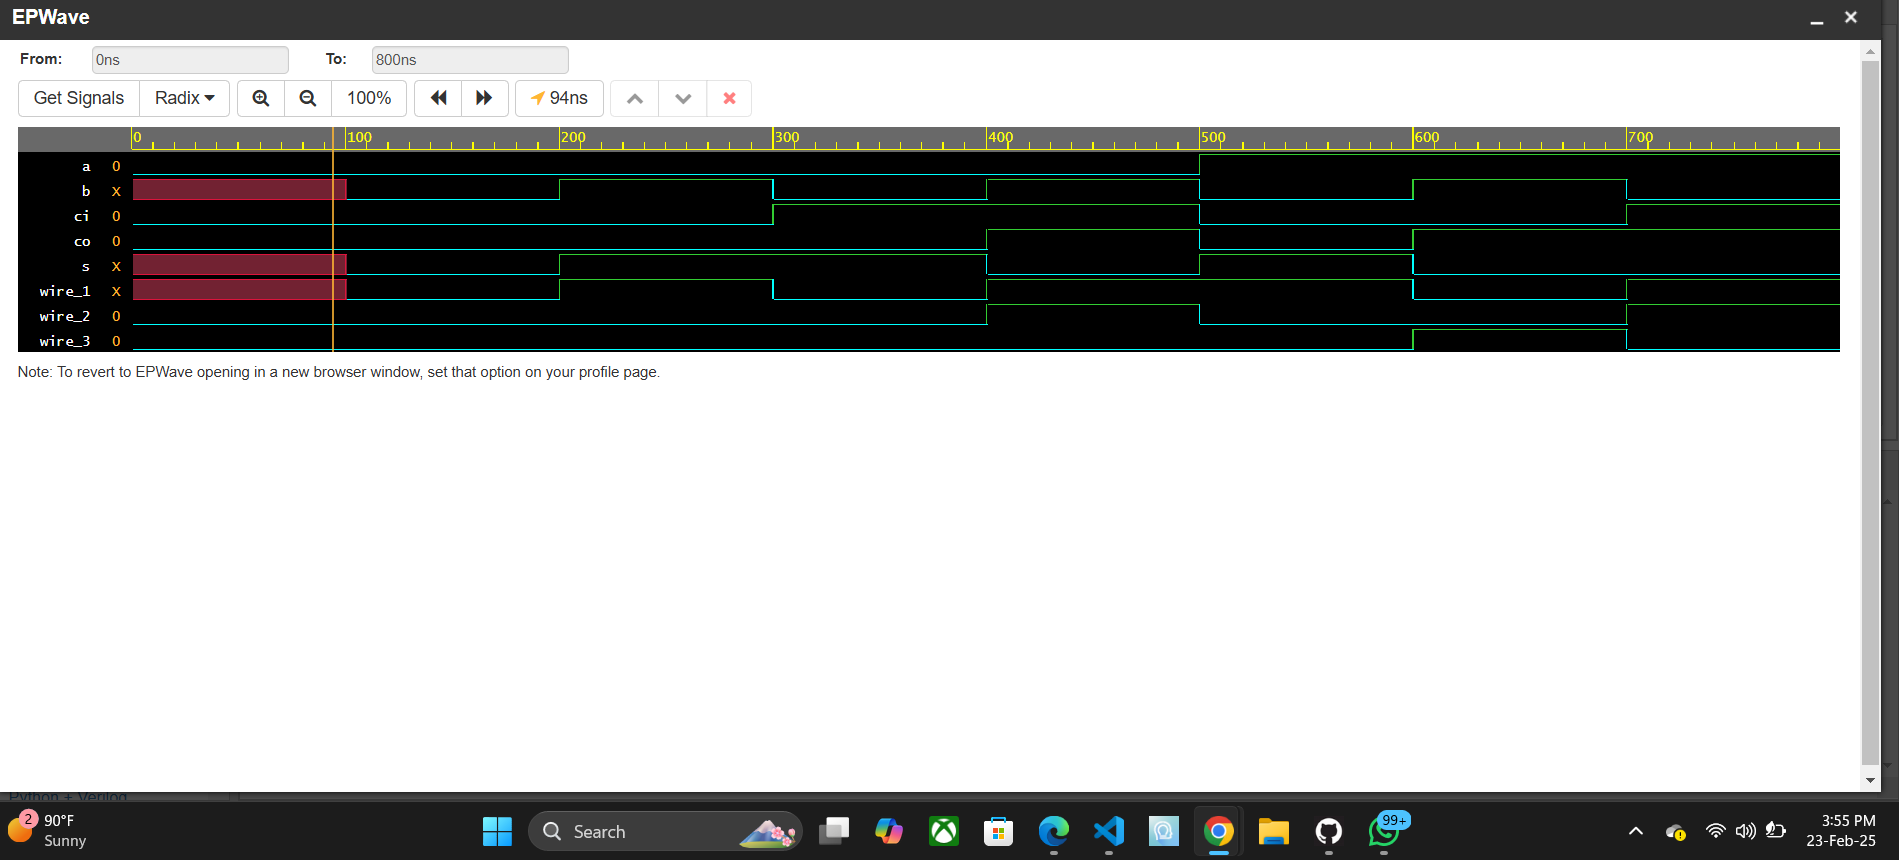 EPWave
From: 0ns To: 800ns
Get Signals Radix 100% 94ns
0 100 200 300 400 500 600 700
a 0
b X
ci 0
co 0
s X
wire_1 X
wire_2 0
wire_3 0
Note: To revert to EPWave opening in a new browser window, set that option on your profile page.
Python + Verilog
2 90°F
Sunny
Search
99+
3:55 PM
23-Feb-25